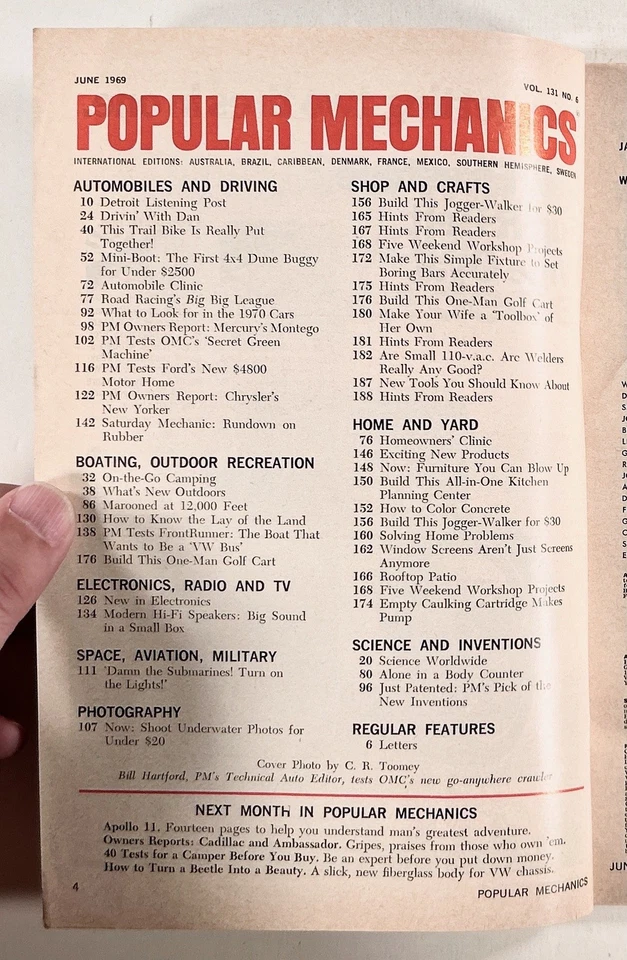 JUNE 1969
VOL. 131 NO. 6
POPULAR MECHANICS
INTERNATIONAL EDITIONS: AUSTRALIA, BRAZIL, CARIBBEAN, DENMARK, FRANCE, MEXICO, SOUTHERN HEMISPHERE, SWEDEN
AUTOMOBILES AND DRIVING
10 Detroit Listening Post
24 Drivin' With Dan
40 This Trail Bike Is Really Put
Together!
52 Mini-Boot: The First 4x4 Dune Buggy
for Under $2500
72 Automobile Clinic
77 Road Racing's Big Big League
92 What to Look for in the 1970 Cars
98 PM Owners Report: Mercury's Montego
102 PM Tests OMC's 'Secret Green
Machine'
116 PM Tests Ford's New $4800
Motor Home
122 PM Owners Report: Chrysler's
New Yorker
142 Saturday Mechanic: Rundown on
Rubber
BOATING, OUTDOOR RECREATION
32 On-the-Go Camping
38 What's New Outdoors
86 Marooned at 12,000 Feet
130 How to Know the Lay of the Land
138 PM Tests FrontRunner: The Boat That
Wants to Be a 'VW Bus'
176 Build This One-Man Golf Cart
ELECTRONICS, RADIO AND TV
126 New in Electronics
134 Modern Hi-Fi Speakers: Big Sound
in a Small Box
SPACE, AVIATION, MILITARY
111 'Damn the Submarines! Turn on
the Lights!'
PHOTOGRAPHY
107 Now: Shoot Underwater Photos for
Under $20
SHOP AND CRAFTS
156 Build This Jogger-Walker for $30
165 Hints From Readers
167 Hints From Readers
168 Five Weekend Workshop Projects
172 Make This Simple Fixture to Set
Boring Bars Accurately
175 Hints From Readers
176 Build This One-Man Golf Cart
180 Make Your Wife a 'Toolbox' of
Her Own
181 Hints From Readers
182 Are Small 110-v.a.c. Arc Welders
Really Any Good?
187 New Tools You Should Know About
188 Hints From Readers
HOME AND YARD
76 Homeowners' Clinic
146 Exciting New Products
148 Now: Furniture You Can Blow Up
150 Build This All-in-One Kitchen
Planning Center
152 How to Color Concrete
156 Build This Jogger-Walker for $30
160 Solving Home Problems
162 Window Screens Aren't Just Screens
Anymore
166 Rooftop Patio
168 Five Weekend Workshop Projects
174 Empty Caulking Cartridge Makes
Pump
SCIENCE AND INVENTIONS
20 Science Worldwide
80 Alone in a Body Counter
96 Just Patented: PM's Pick of the
New Inventions
REGULAR FEATURES
6 Letters
Cover Photo by C. R. Toomey
Bill Hartford, PM's Technical Auto Editor, tests OMC's new go-anywhere crawler
NEXT MONTH IN POPULAR MECHANICS
Apollo 11. Fourteen pages to help you understand man's greatest adventure.
Owners Reports: Cadillac and Ambassador. Gripes, praises from those who own 'em.
40 Tests for a Camper Before You Buy. Be an expert before you put down money.
How to Turn a Beetle Into a Beauty. A slick, new fiberglass body for VW chassis.
4
POPULAR MECHANICS